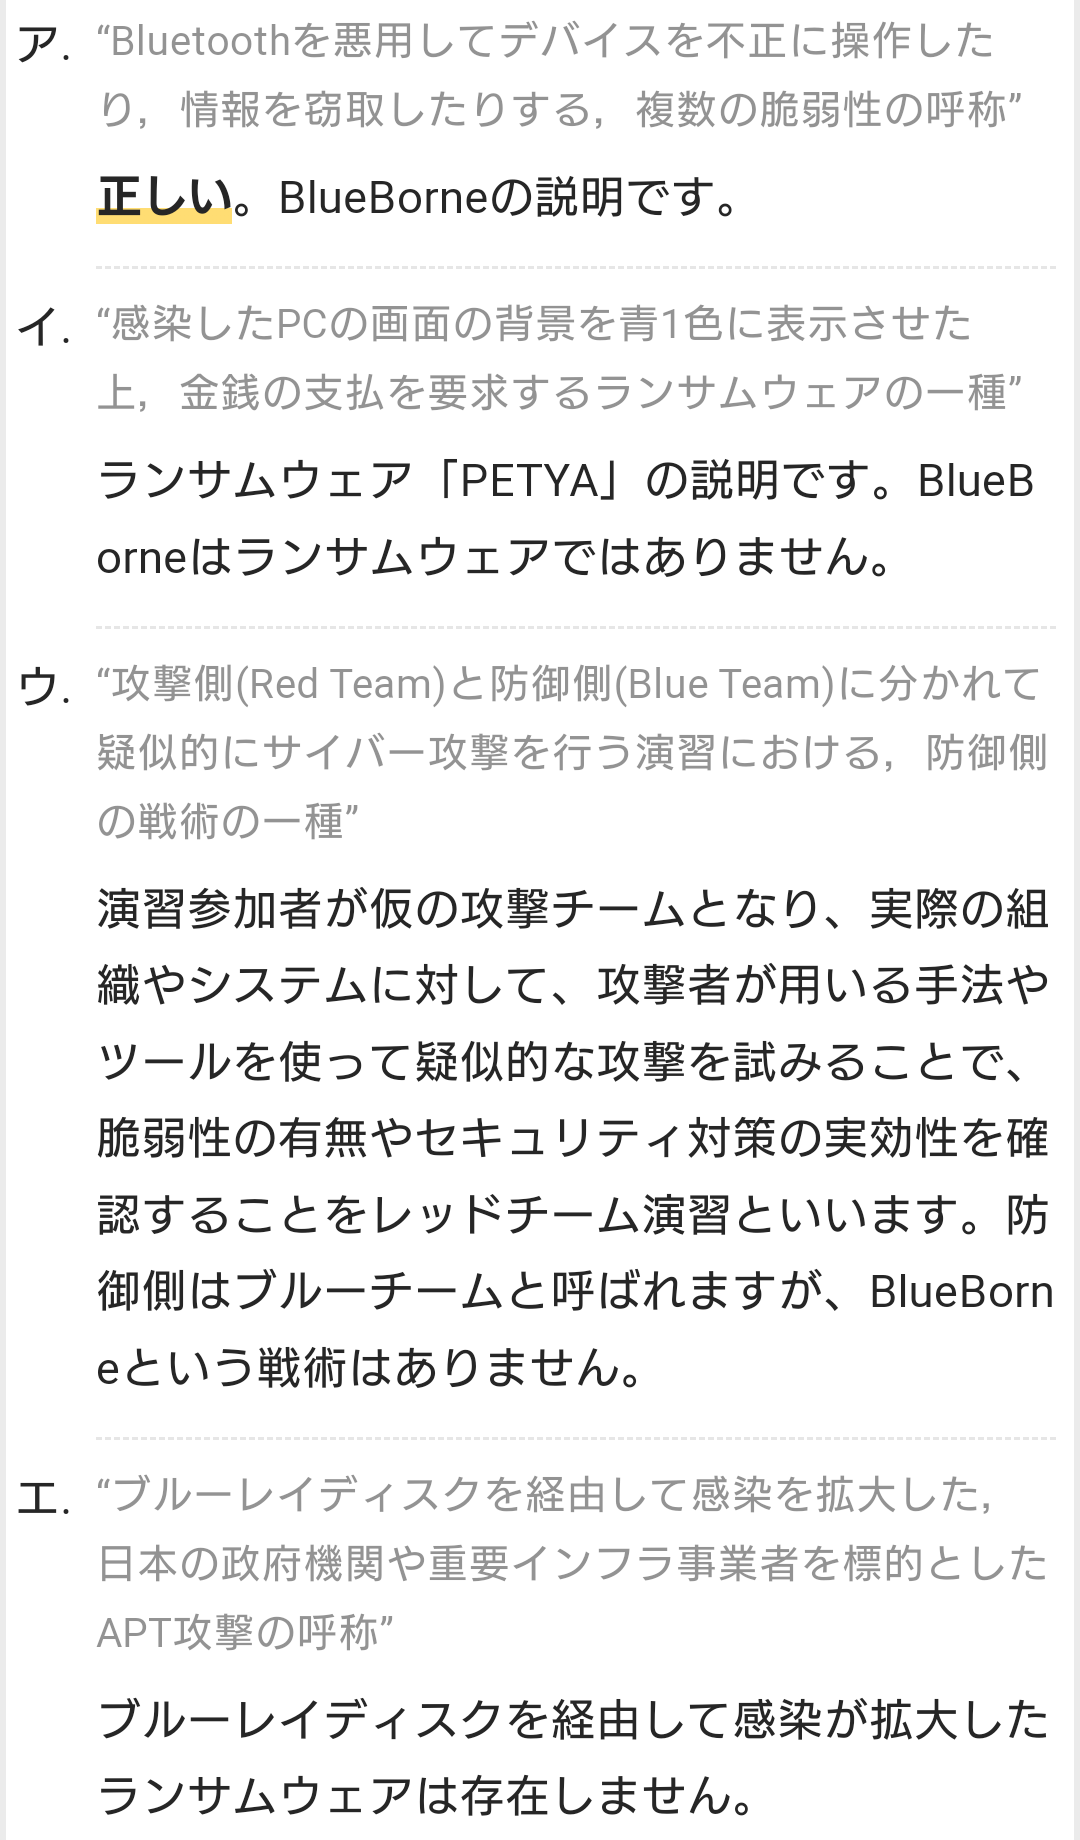 ア. “Bluetoothを悪用してデバイスを不正に操作した
り，情報を窃取したりする，複数の脆弱性の呼称”
正しい。BlueBorneの説明です。
イ. “感染したPCの画面の背景を青1色に表示させた
上，金銭の支払を要求するランサムウェアの一種”
ランサムウェア「PETYA」の説明です。BlueB
orneはランサムウェアではありません。
ウ. “攻撃側(Red Team)と防御側(Blue Team)に分かれて
疑似的にサイバー攻撃を行う演習における，防御側
の戦術の一種”
演習参加者が仮の攻撃チームとなり、実際の組
織やシステムに対して、攻撃者が用いる手法や
ツールを使って疑似的な攻撃を試みることで、
脆弱性の有無やセキュリティ対策の実効性を確
認することをレッドチーム演習といいます。防
御側はブルーチームと呼ばれますが、BlueBorn
eという戦術はありません。
エ. “ブルーレイディスクを経由して感染を拡大した，
日本の政府機関や重要インフラ事業者を標的とした
APT攻撃の呼称”
ブルーレイディスクを経由して感染が拡大した
ランサムウェアは存在しません。